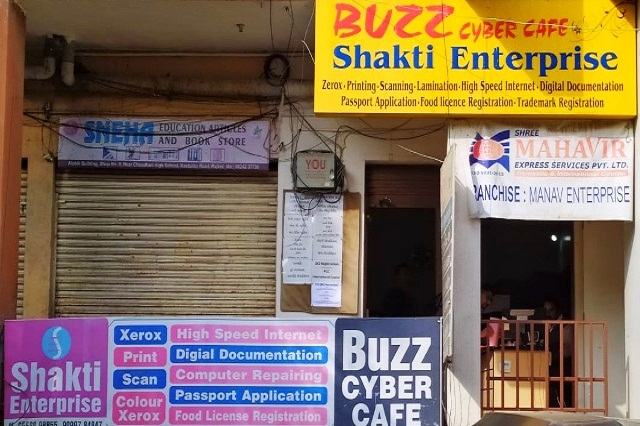 BUZZ CYBER CAFE
Shakti Enterprise
Zerox · Printing · Scanning · Lamination · High Speed Internet · Digital Documentation
Passport Application · Food licence Registration · Trademark Registration
SNEHA EDUCATION ARTICLES
AND BOOK STORE
YOU
SHREE
MAHAVIR
EXPRESS SERVICES PVT. LTD.
RANCHISE : MANAV ENTERPRISE
Shakti
Enterprise
Xerox
High Speed Internet
Print
Digial Documentation
Scan
Computer Repairing
Colour
Xerox
Passport Application
Food License Registration
BUZZ
CYBER
CAFE